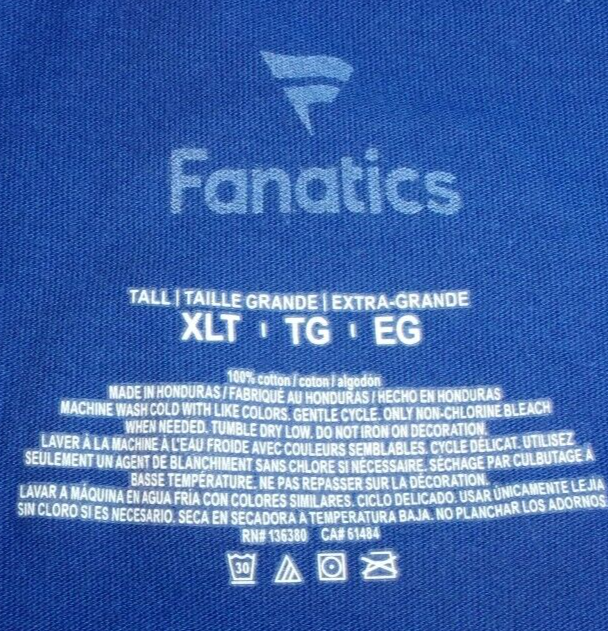 Fanatics
TALL | TAILLE GRANDE | EXTRA-GRANDE
XLT | TG | EG
100% cotton / coton / algodón
MADE IN HONDURAS / FABRIQUÉ AU HONDURAS / HECHO EN HONDURAS
MACHINE WASH COLD WITH LIKE COLORS. GENTLE CYCLE. ONLY NON-CHLORINE BLEACH
WHEN NEEDED. TUMBLE DRY LOW. DO NOT IRON ON DECORATION.
LAVER À LA MACHINE À L'EAU FROIDE AVEC COULEURS SEMBLABLES. CYCLE DÉLICAT. UTILISEZ
SEULEMENT UN AGENT DE BLANCHIMENT SANS CHLORE SI NÉCESSAIRE. SÉCHAGE PAR CULBUTAGE À
BASSE TEMPÉRATURE. NE PAS REPASSER SUR LA DÉCORATION.
LAVAR A MÁQUINA EN AGUA FRÍA CON COLORES SIMILARES. CICLO DELICADO. USAR ÚNICAMENTE LEJIA
SIN CLORO SI ES NECESARIO. SECA EN SECADORA A TEMPERATURA BAJA. NO PLANCHAR LOS ADORNOS
RN# 136380 CA# 61484
30